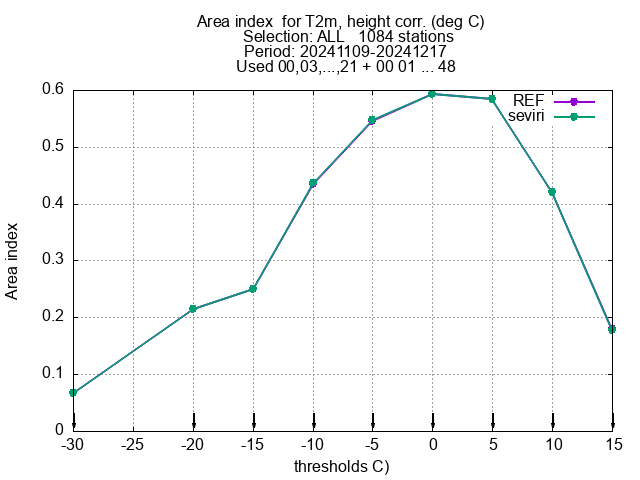 Area index  for T2m, height corr. (deg C)
Selection: ALL   1084 stations
Period: 20241109-20241217
Used 00,03,...,21 + 00 01 ... 48
REF
seviri
0.6
0.5
0.4
0.3
0.2
0.1
0
Area index
-30 -25 -20 -15 -10 -5 0 5 10 15
thresholds C)